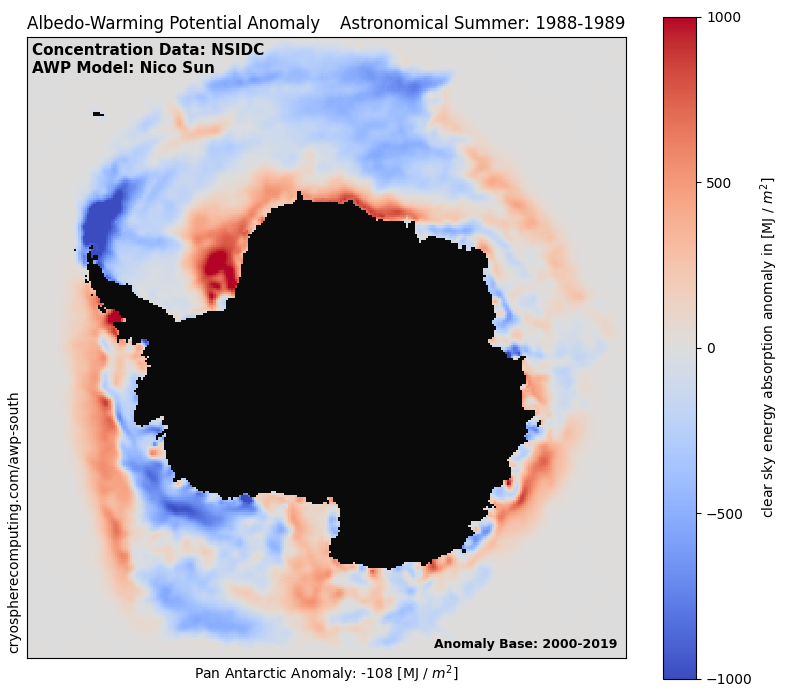 Albedo-Warming Potential Anomaly    Astronomical Summer: 1988-1989
Concentration Data: NSIDC
AWP Model: Nico Sun
cryospherecomputing.com/awp-south
Anomaly Base: 2000-2019
Pan Antarctic Anomaly: -108 [MJ / m²]
1000
500
0
−500
−1000
clear sky energy absorption anomaly in [MJ / m²]